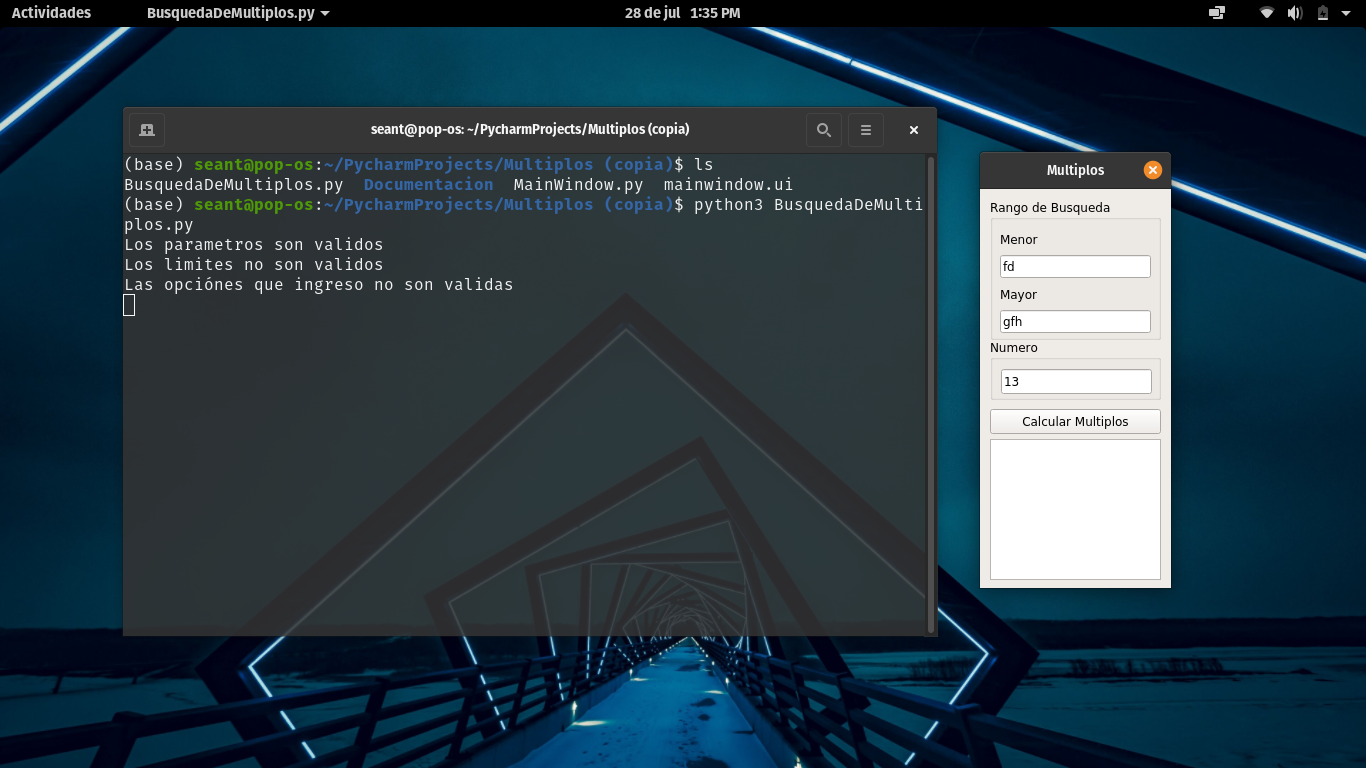 Actividades
BusquedaDeMultiplos.py
28 de jul 1:35 PM
seant@pop-os: ~/PycharmProjects/Multiplos (copia)
(base) seant@pop-os:~/PycharmProjects/Multiplos (copia)$ ls
BusquedaDeMultiplos.py Documentacion MainWindow.py mainwindow.ui
(base) seant@pop-os:~/PycharmProjects/Multiplos (copia)$ python3 BusquedaDeMulti
plos.py
Los parametros son validos
Los limites no son validos
Las opciónes que ingreso no son validas
Multiplos
Rango de Busqueda
Menor
fd
Mayor
gfh
Numero
13
Calcular Multiplos